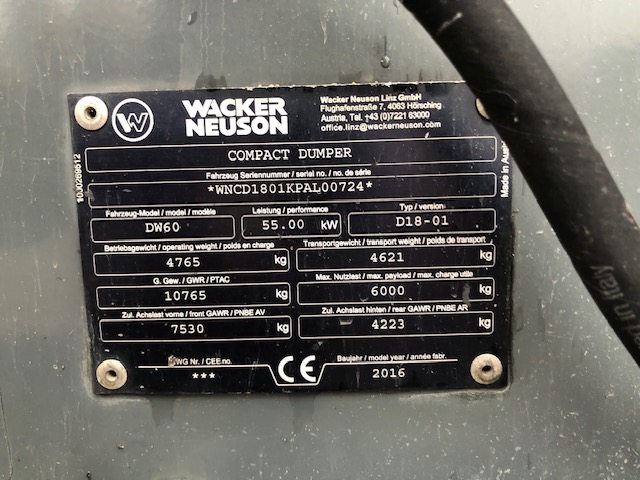 WACKER
NEUSON
Wacker Neuson Linz GmbH
Flughafenstraße 7, 4063 Hörsching
Austria, Tel. +43 (0)7221 63000
office.linz@wackerneuson.com
10J0269512
COMPACT DUMPER
Made in
Fahrzeug Seriennummer / serial no. / no. de série
*WNCD1801KPAL00724*
Fahrzeug-Model / model / modèle
DW60
Leistung / performance
55.00 kW
Typ / version
D18-01
Betriebsgewicht / operating weight / poids en charge
4765 kg
Transportgewicht / transport weight / poids de transport
4621 kg
G. Gew. / GWR / PTAC
10765 kg
Max. Nutzlast / max. payload / max. charge utile
6000 kg
Zul. Achslast vorne / front GAWR / PNBE AV
7530 kg
Zul. Achslast hinten / rear GAWR / PNBE AR
4223 kg
Nr. / CEE.no.
***
CE
Baujahr / model year / année fabr.
2016
in Italy